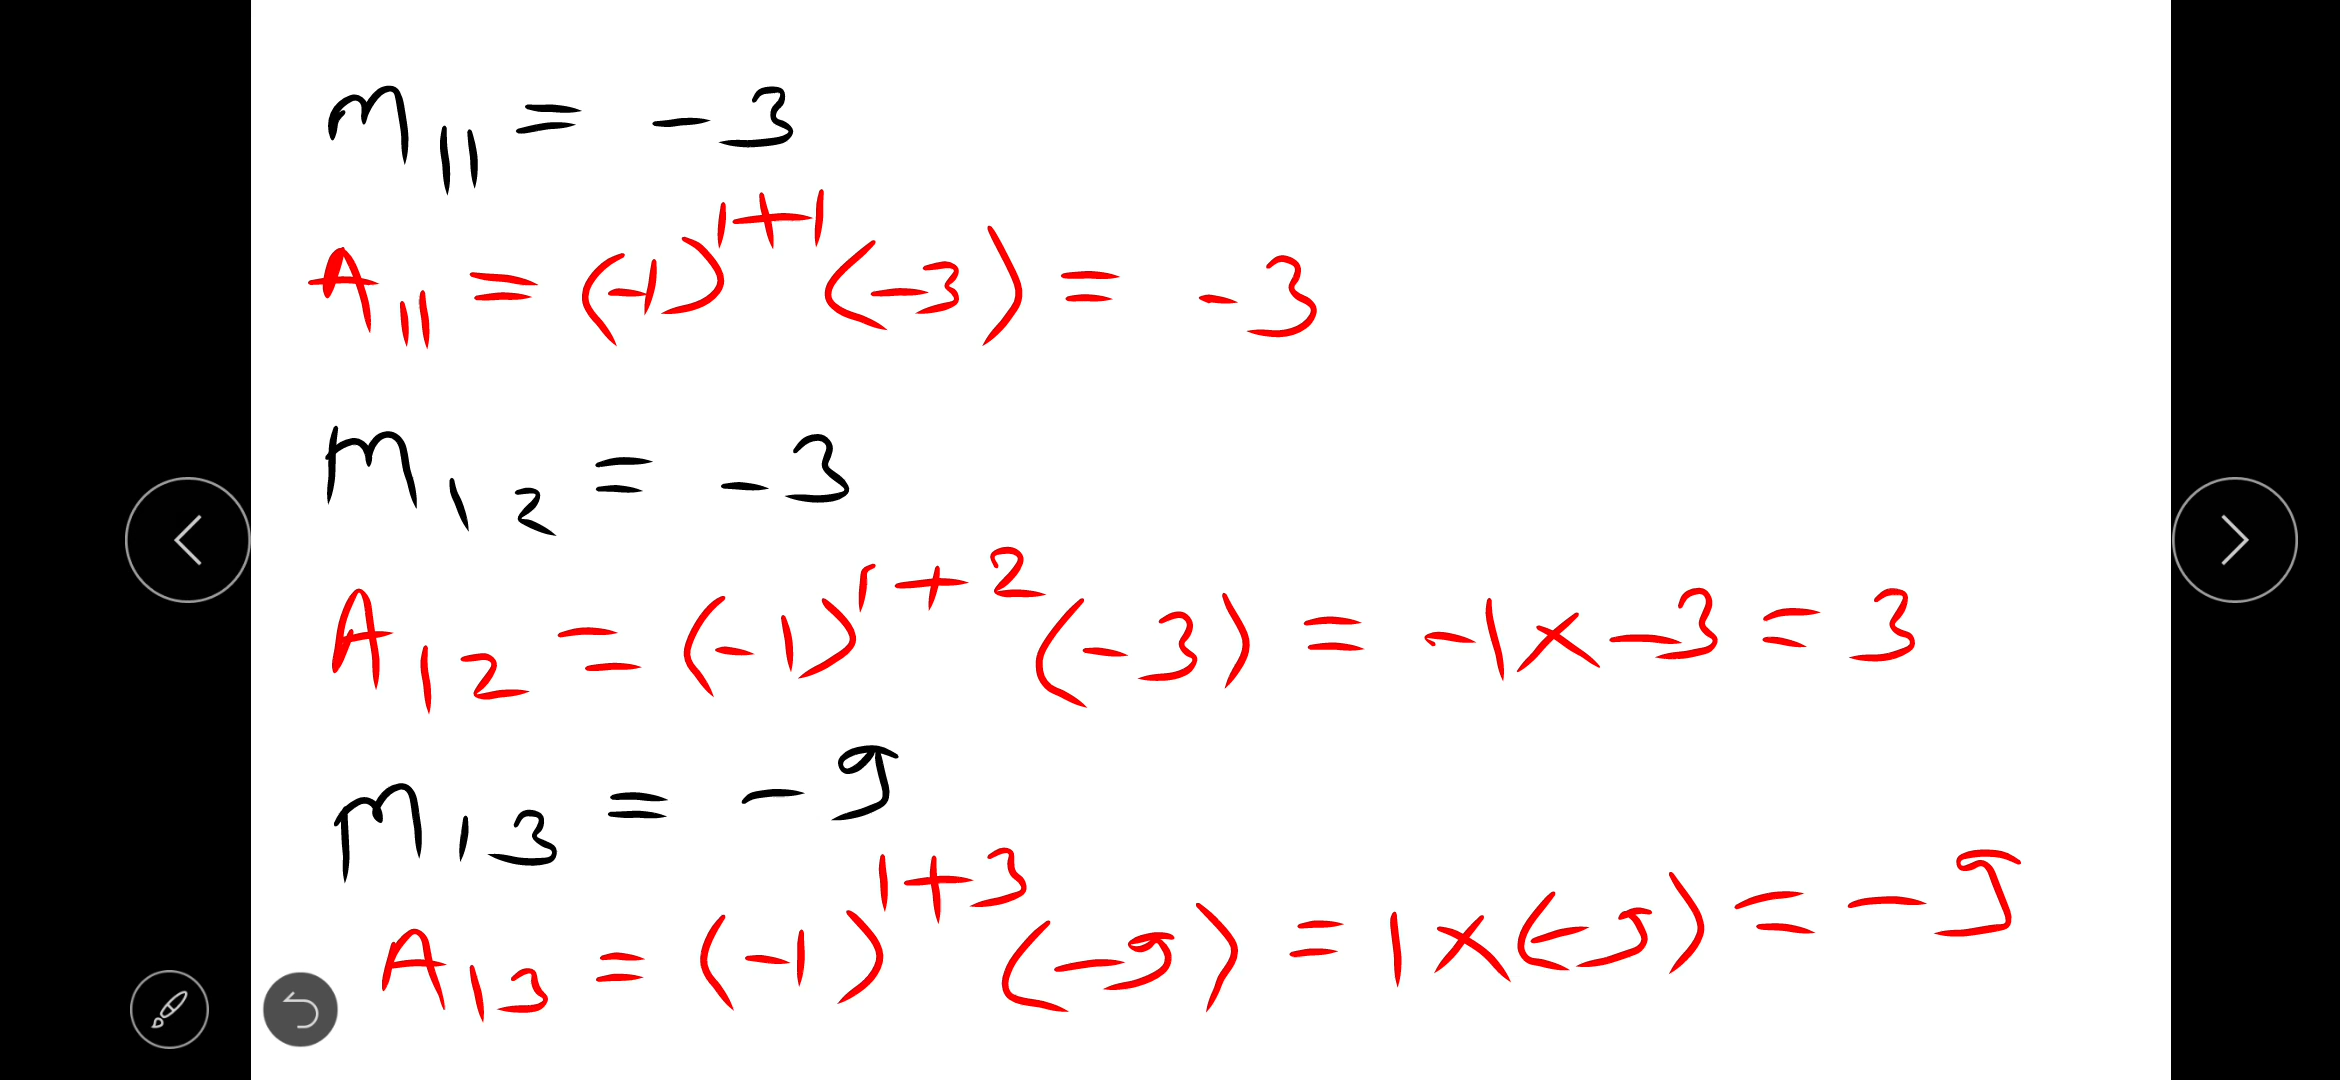 m₁₁ = -3
A₁₁ = (-1)¹⁺¹ (-3) = -3
m₁₂ = -3
A₁₂ = (-1)¹⁺² (-3) = -1 x -3 = 3
m₁₃ = -9
A₁₃ = (-1)¹⁺³ (-9) = 1 x (-9) = -9